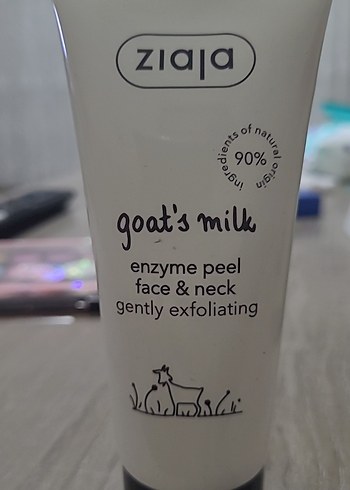 ziaja
ingredients of natural origin
90%
goat's milk
enzyme peel
face & neck
gently exfoliating